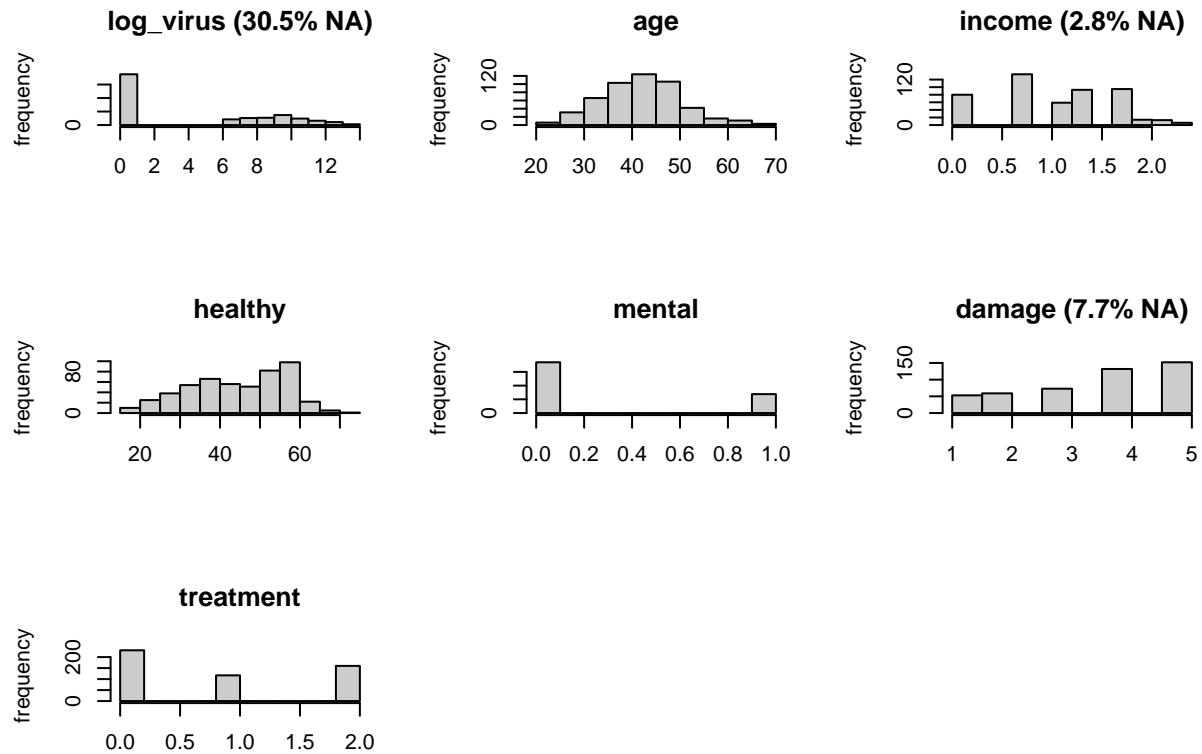 log_virus (30.5% NA)
frequency
0
0 2 4 6 8 12
age
frequency
0 120
20 30 40 50 60 70
income (2.8% NA)
frequency
0 120
0.0 0.5 1.0 1.5 2.0
healthy
frequency
0 80
20 40 60
mental
frequency
0
0.0 0.2 0.4 0.6 0.8 1.0
damage (7.7% NA)
frequency
0 150
1 2 3 4 5
treatment
frequency
0 200
0.0 0.5 1.0 1.5 2.0